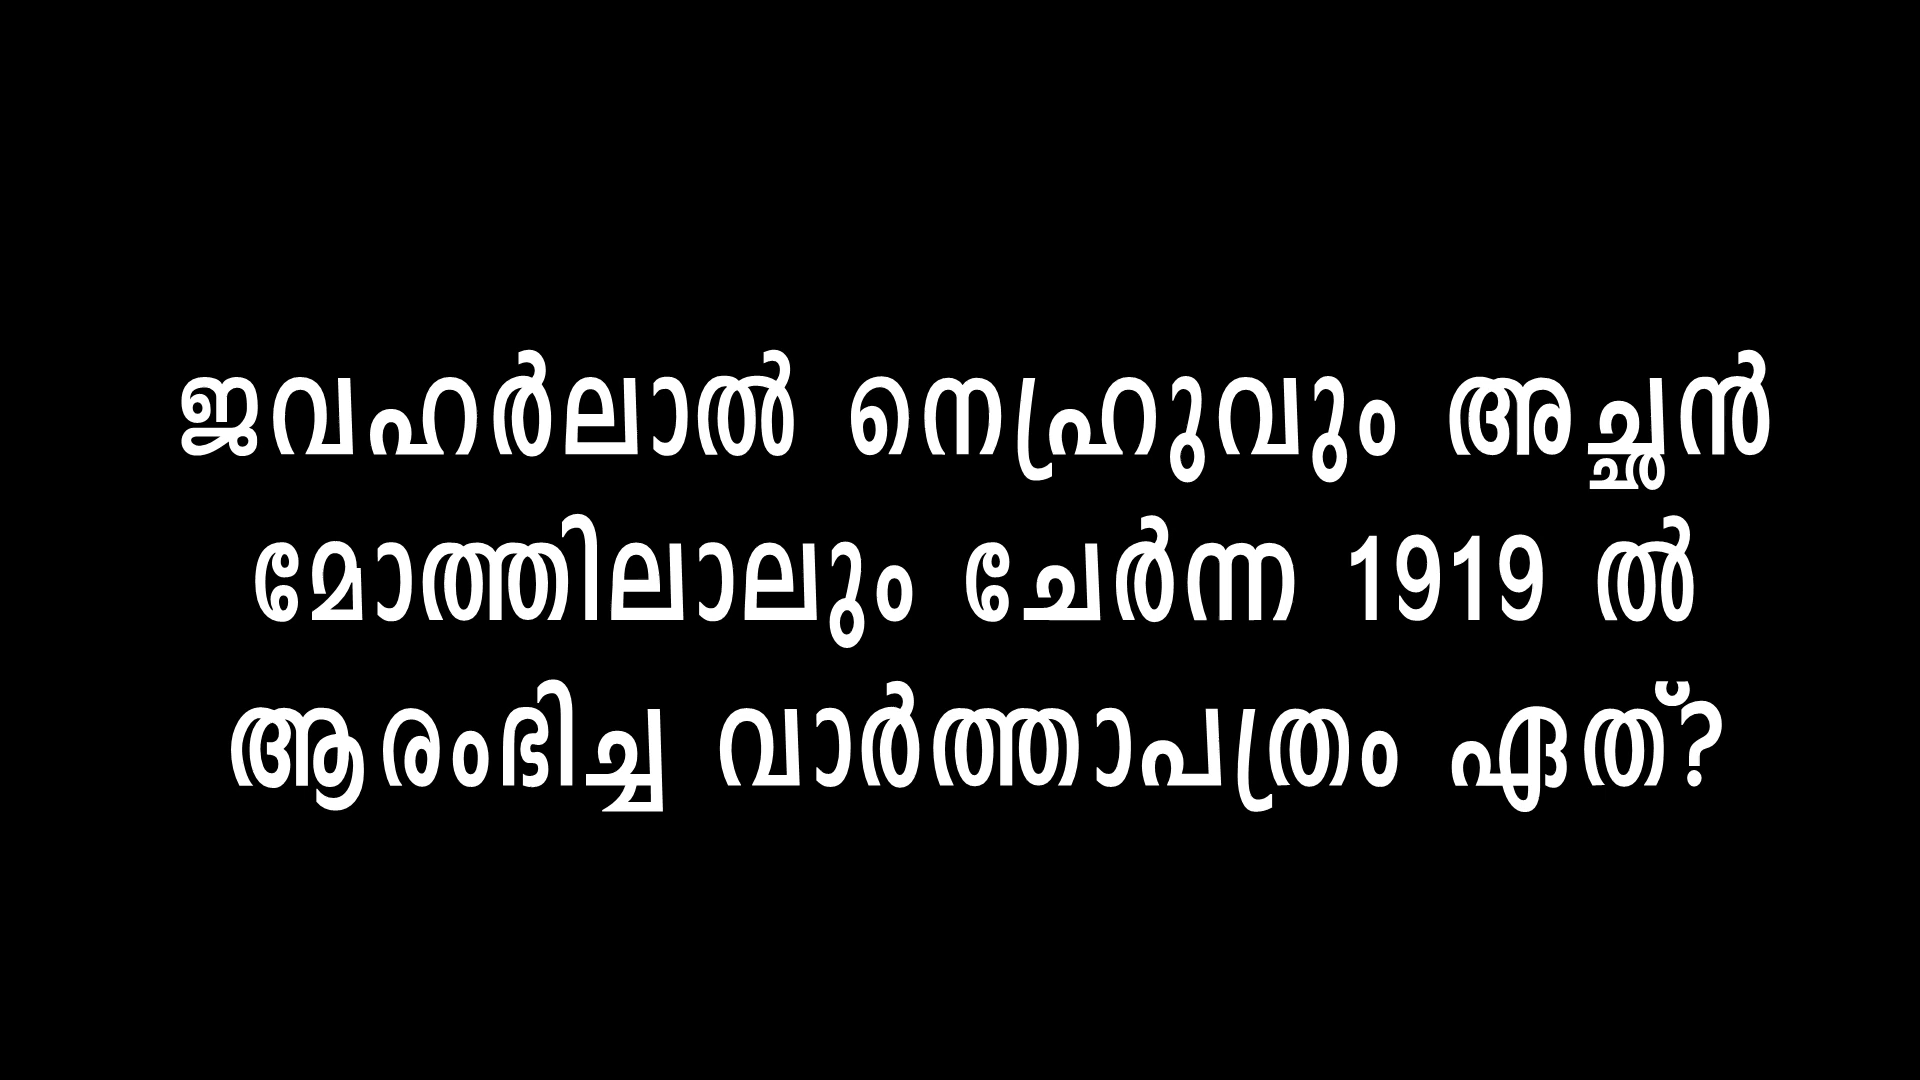 ജവഹർലാൽ നെഹ്രുവും അച്ഛൻ
മോത്തിലാലും ചേർന്ന 1919 ൽ
ആരംഭിച്ച വാർത്താപത്രം ഏത്?